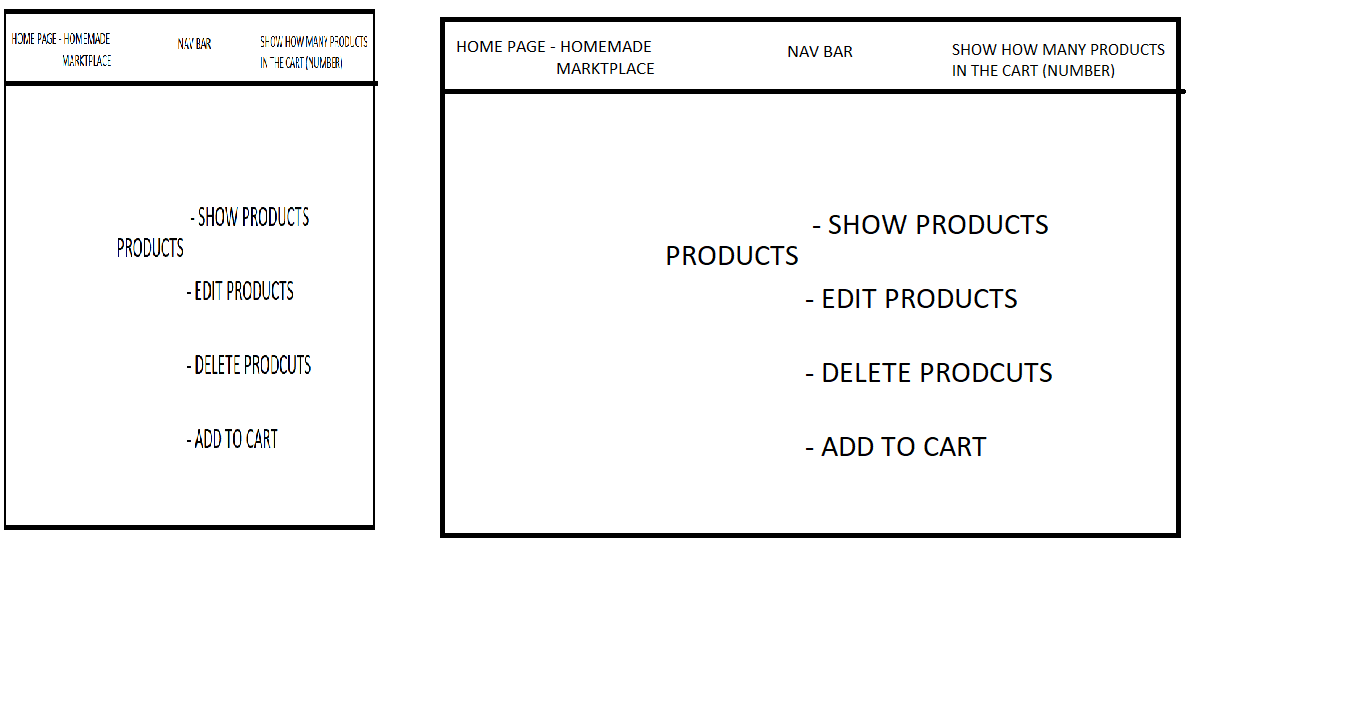 HOME PAGE - HOMEMADE
MARKTPLACE
NAV BAR
SHOW HOW MANY PRODUCTS
IN THE CART (NUMBER)
- SHOW PRODUCTS
PRODUCTS
- EDIT PRODUCTS
- DELETE PRODCUTS
- ADD TO CART
HOME PAGE - HOMEMADE
MARKTPLACE
NAV BAR
SHOW HOW MANY PRODUCTS
IN THE CART (NUMBER)
- SHOW PRODUCTS
PRODUCTS
- EDIT PRODUCTS
- DELETE PRODCUTS
- ADD TO CART